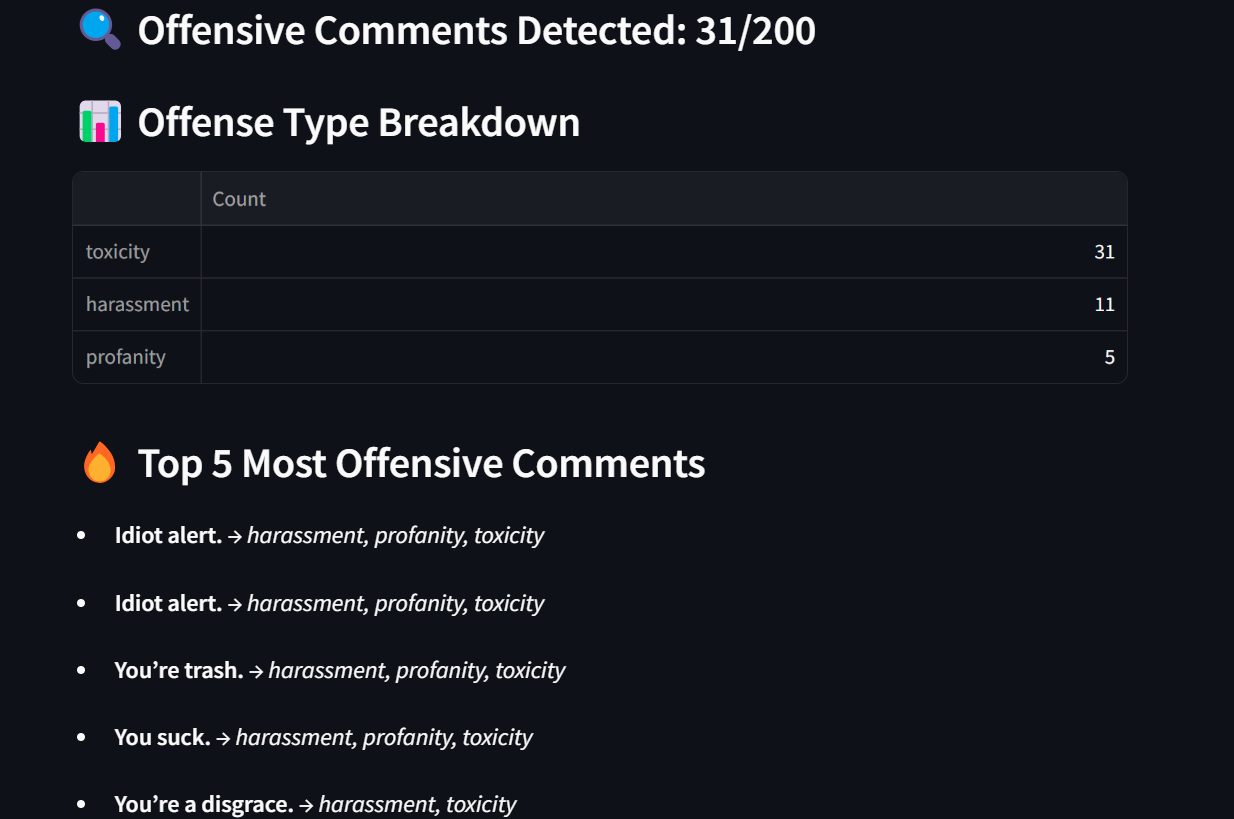 Offensive Comments Detected: 31/200
Offense Type Breakdown
Count
toxicity 31
harassment 11
profanity 5
Top 5 Most Offensive Comments
Idiot alert. → harassment, profanity, toxicity
Idiot alert. → harassment, profanity, toxicity
You’re trash. → harassment, profanity, toxicity
You suck. → harassment, profanity, toxicity
You’re a disgrace. → harassment, toxicity